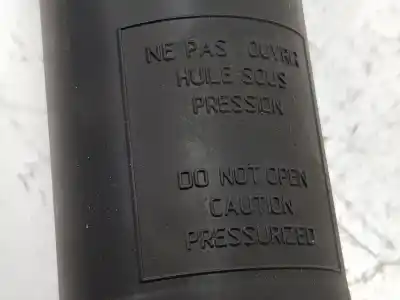 NE PAS OUVRIR
HUILE SOUS
PRESSION
DO NOT OPEN
CAUTION
PRESSURIZED